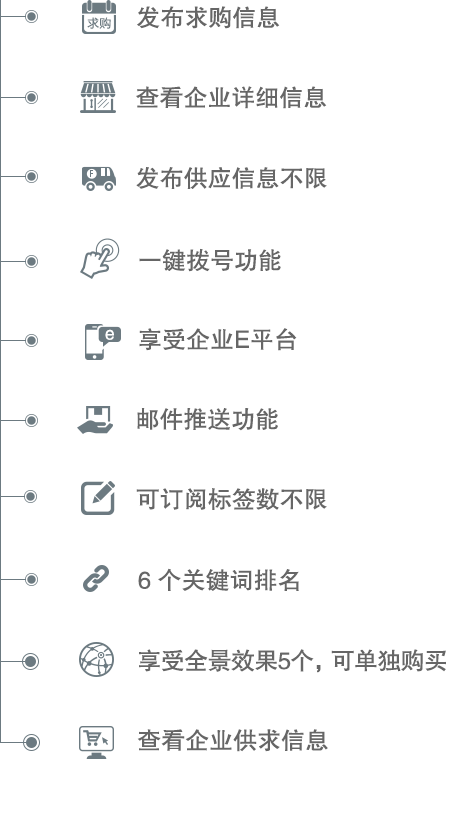 求购 发布求购信息
查看企业详细信息
F 发布供应信息不限
一键拨号功能
e 享受企业E平台
邮件推送功能
可订阅标签数不限
6 个关键词排名
享受全景效果5个，可单独购买
查看企业供求信息